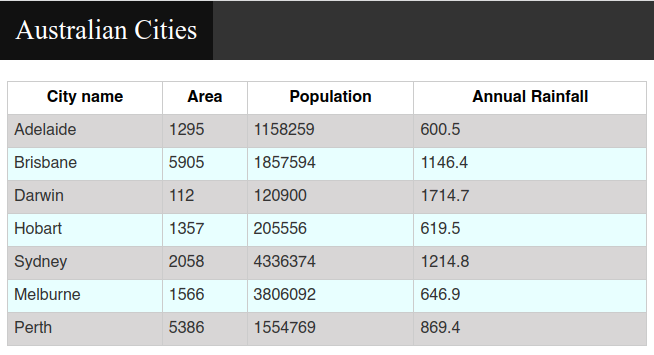 Australian Cities
City name Area Population Annual Rainfall
Adelaide 1295 1158259 600.5
Brisbane 5905 1857594 1146.4
Darwin 112 120900 1714.7
Hobart 1357 205556 619.5
Sydney 2058 4336374 1214.8
Melburne 1566 3806092 646.9
Perth 5386 1554769 869.4